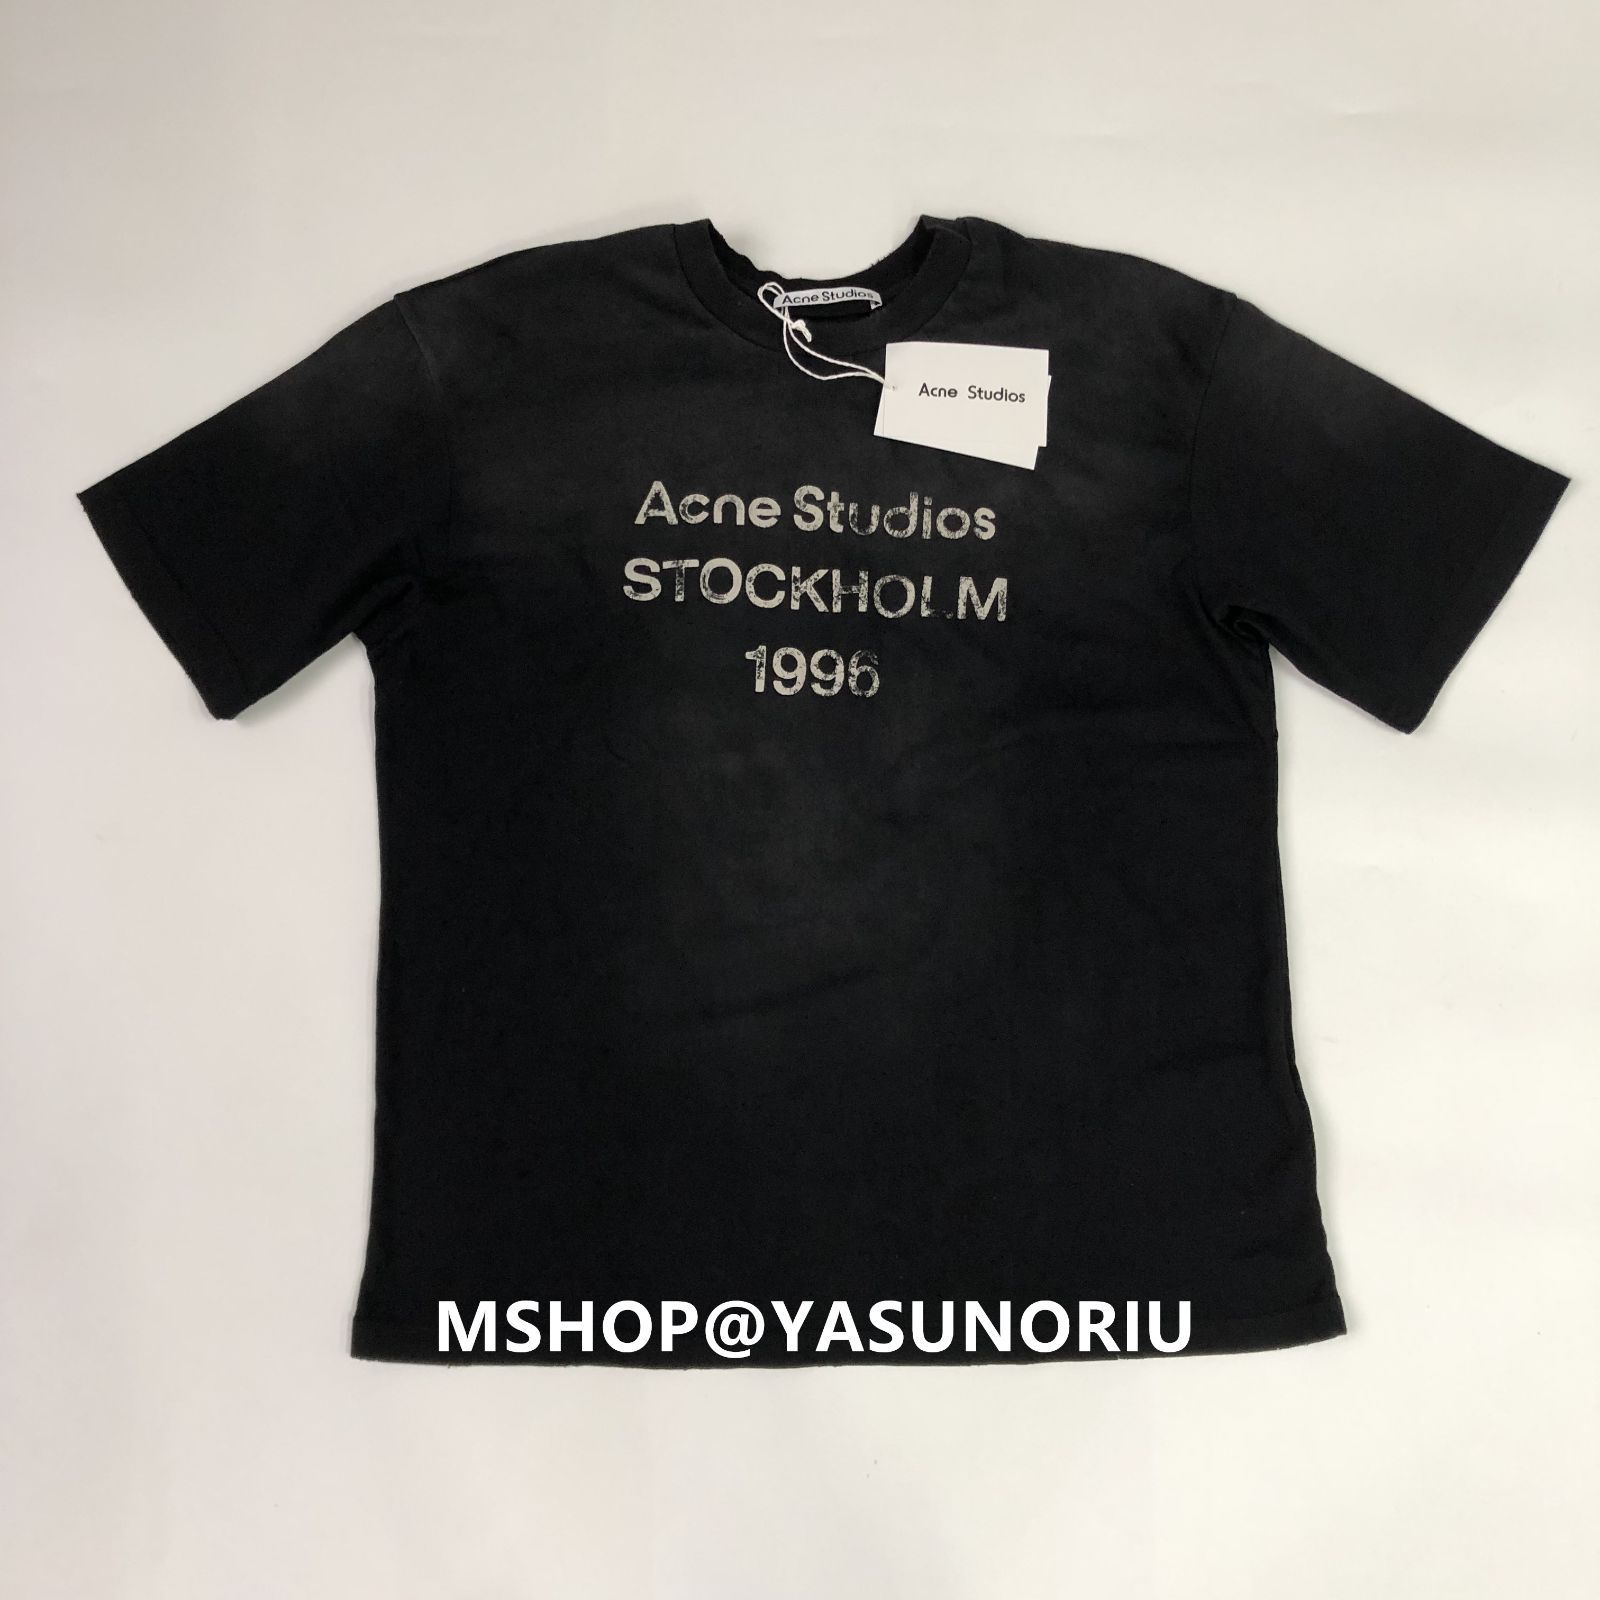 Acne Studios
Acne Studios
Acne Studios
STOCKHOLM
1996
MSHOP@YASUNORIU